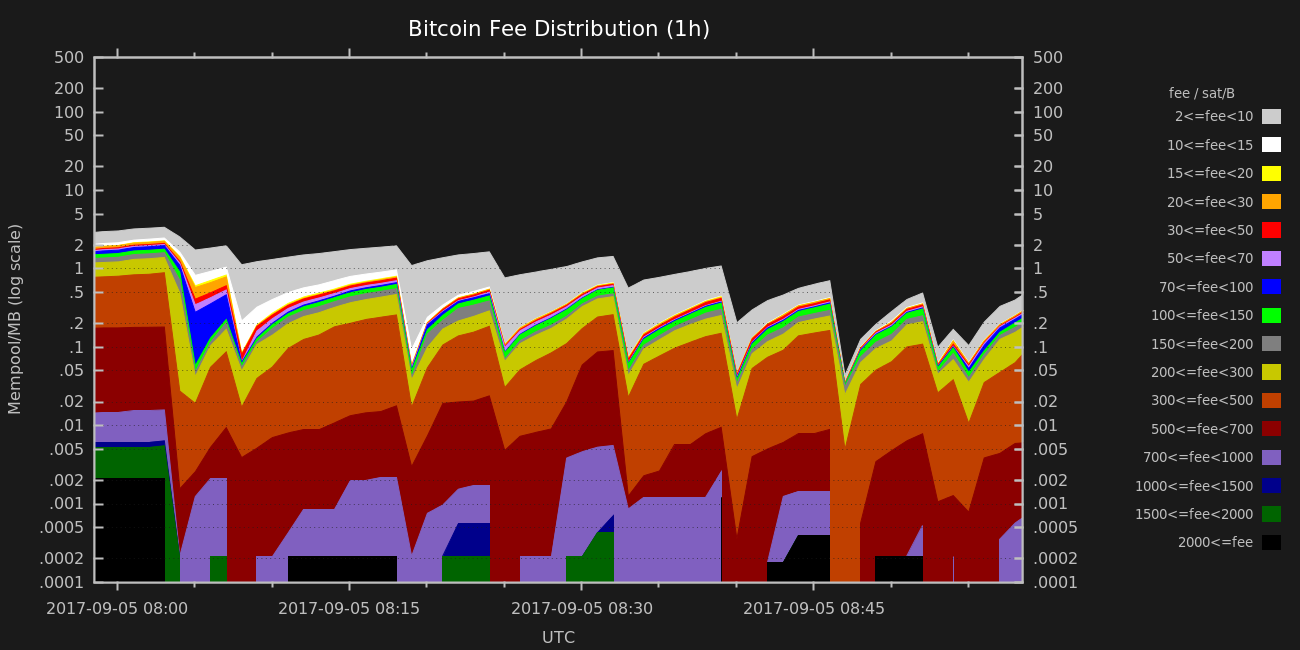 Bitcoin Fee Distribution (1h)
Mempool/MB (log scale)
500
200
100
50
20
10
5
2
1
.5
.2
.1
.05
.02
.01
.005
.002
.001
.0005
.0002
.0001
500
200
100
50
20
10
5
2
1
.5
.2
.1
.05
.02
.01
.005
.002
.001
.0005
.0002
.0001
2017-09-05 08:00
2017-09-05 08:15
2017-09-05 08:30
2017-09-05 08:45
UTC
fee / sat/B
2<=fee<10
10<=fee<15
15<=fee<20
20<=fee<30
30<=fee<50
50<=fee<70
70<=fee<100
100<=fee<150
150<=fee<200
200<=fee<300
300<=fee<500
500<=fee<700
700<=fee<1000
1000<=fee<1500
1500<=fee<2000
2000<=fee